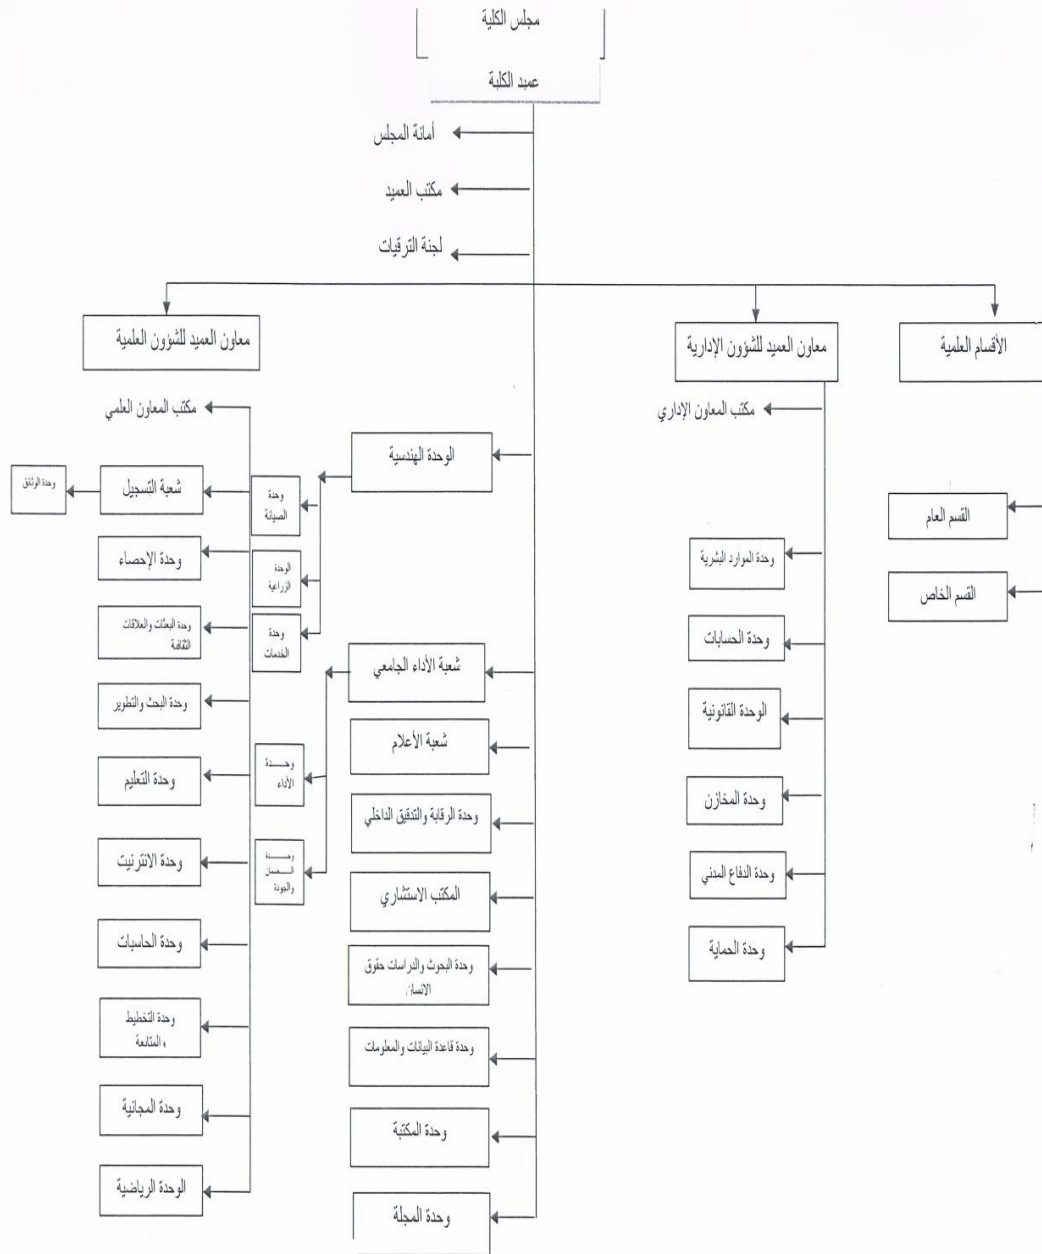 مجلس الكلية
عميد الكلية
أمانة المجلس
مكتب العميد
لجنة الترقيات
الأقسام العلمية
القسم العام
القسم الخاص
معاون العميد للشؤون الإدارية
مكتب المعاون الإداري
وحدة الموارد البشرية
وحدة الحسابات
الوحدة القانونية
وحدة المخازن
وحدة الدفاع المدني
وحدة الحماية
الوحدة الهندسية
وحدة
الصيانة
الوحدة
الزراعية
وحدة
الخدمات
شعبة الأداء الجامعي
وحـــدة
الأداء
وحـــدة
الـــضمان
والجودة
شعبة الأعلام
وحدة الرقابة والتدقيق الداخلي
المكتب الاستشاري
وحدة البحوث والدراسات حقوق
الانسان
وحدة قاعدة البيانات والمعلومات
وحدة المكتبة
وحدة المجلة
معاون العميد للشؤون العلمية
مكتب المعاون العلمي
شعبة التسجيل
وحدة الوثائق
وحدة الإحصاء
وحدة البعثات والعلاقات
الثقافية
وحدة البحث والتطوير
وحدة التعليم
وحدة الانترنيت
وحدة الحاسبات
وحدة التخطيط
والمتابعة
وحدة المجانية
الوحدة الرياضية